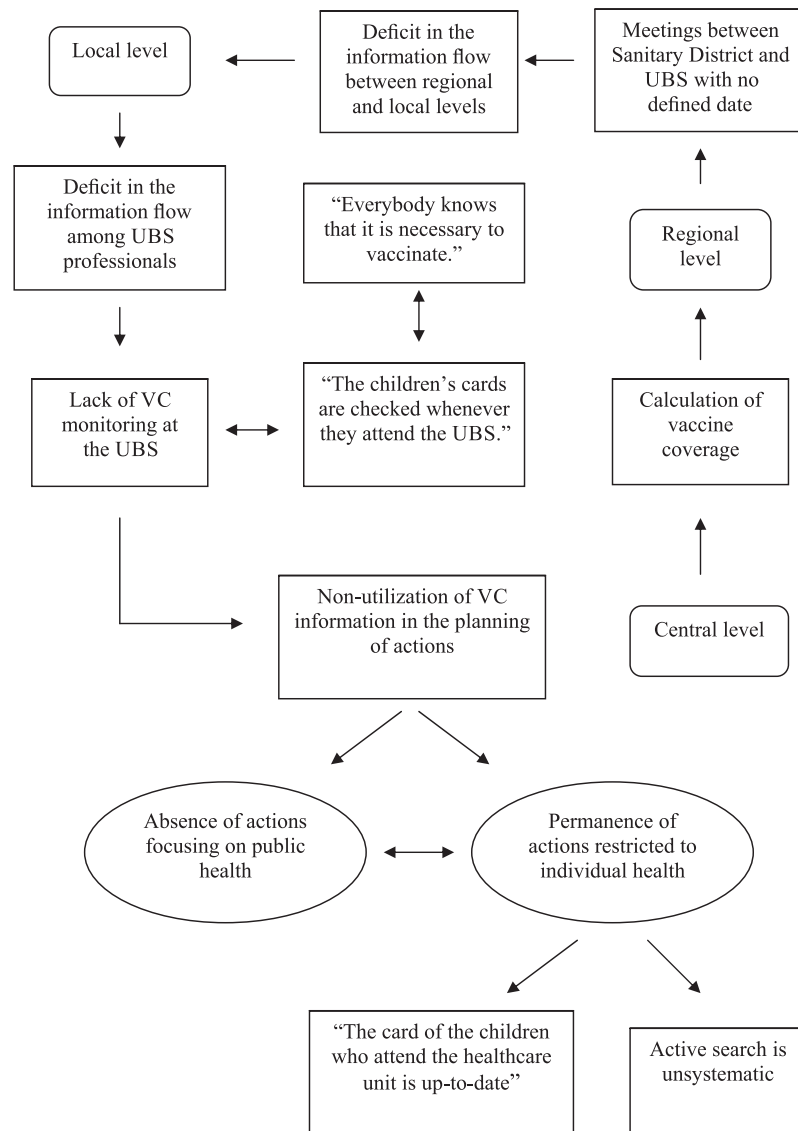 Local level
Deficit in the
information flow
between regional
and local levels
Meetings between
Sanitary District and
UBS with no
defined date
Deficit in the
information flow
among UBS
professionals
“Everybody knows
that it is necessary to
vaccinate.”
Regional
level
Lack of VC
monitoring at
the UBS
“The children’s cards
are checked whenever
they attend the UBS.”
Calculation of
vaccine
coverage
Non-utilization of VC
information in the planning
of actions
Central level
Absence of actions
focusing on public
health
Permanence of
actions restricted to
individual health
“The card of the children
who attend the healthcare
unit is up-to-date”
Active search is
unsystematic